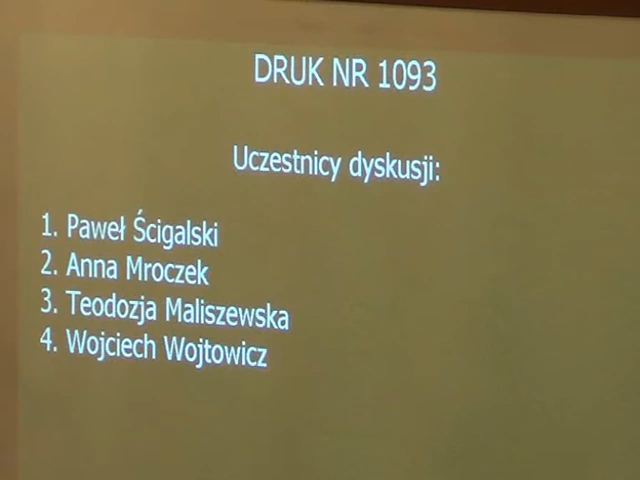 DRUK NR 1093
Uczestnicy dyskusji:
1. Paweł Ścigalski
2. Anna Mroczek
3. Teodozja Maliszewska
4. Wojciech Wojtowicz